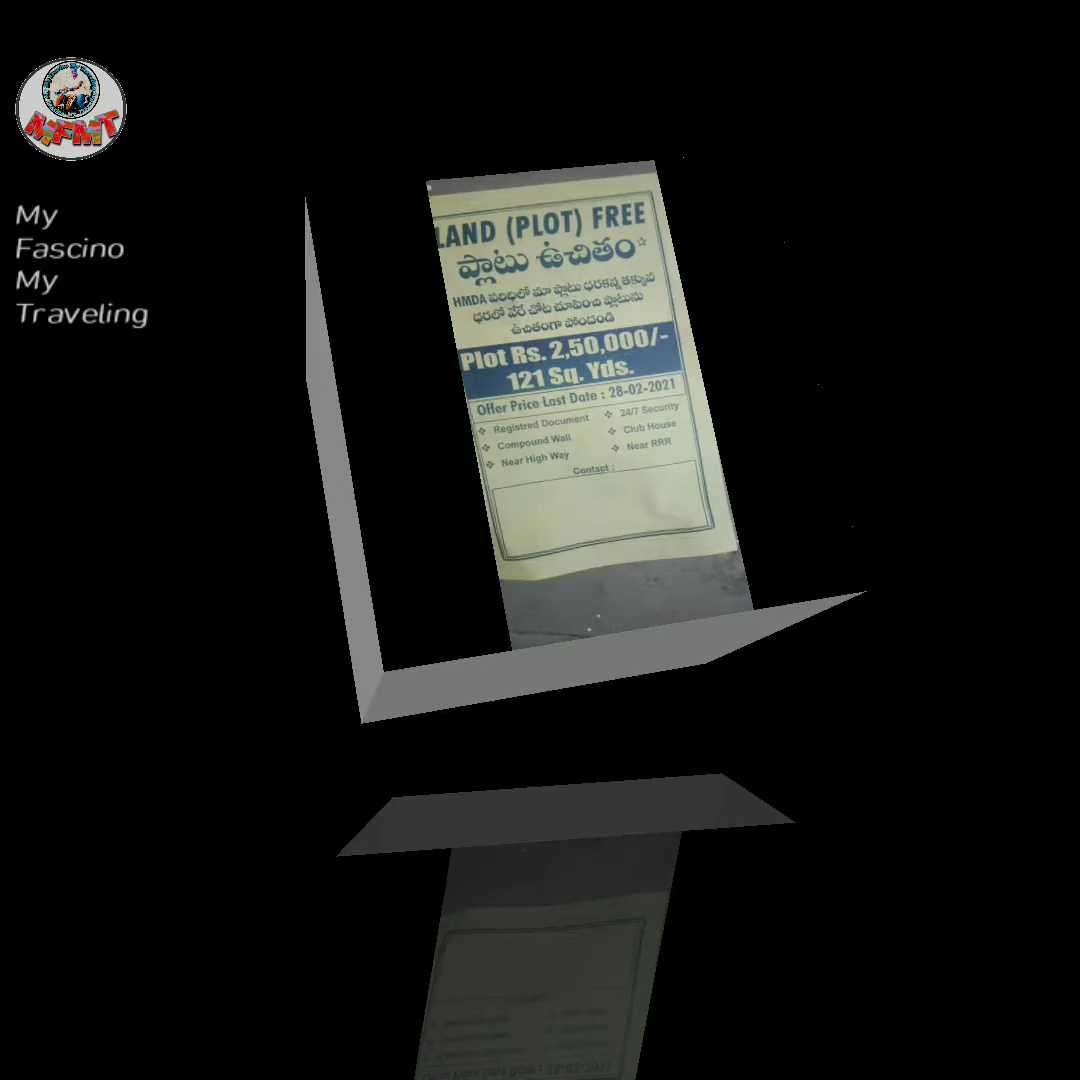 MFMT
My
Fascino
My
Traveling
LAND (PLOT) FREE
ప్లాటు ఉచితం☆
HMDA పరిధిలో మా ప్లాటు ధరకన్న తక్కువ
ధరలో వేరే చోట చూపించి ప్లాటును
ఉచితంగా పొందండి
Plot Rs. 2,50,000/-
121 Sq. Yds.
Offer Price Last Date : 28-02-2021
❖ Registred Document ❖ 24/7 Security
❖ Compound Wall ❖ Club House
❖ Near High Way ❖ Near RRR
Contact :